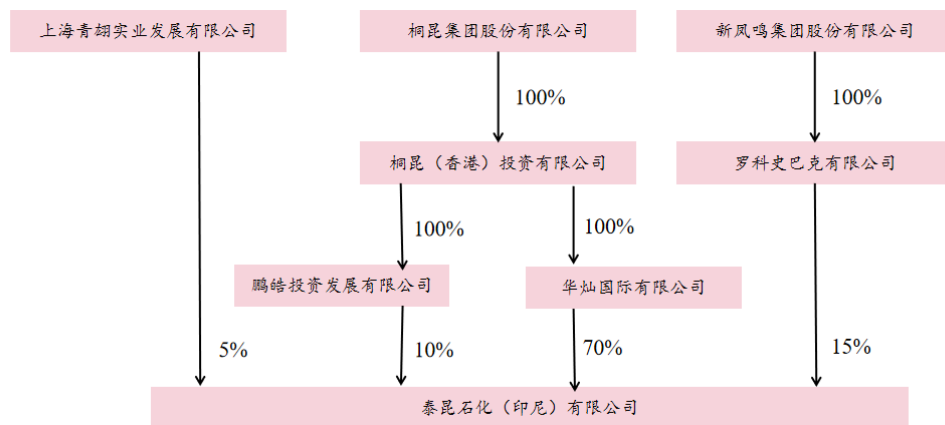 上海青翃实业发展有限公司
桐昆集团股份有限公司
新凤鸣集团股份有限公司
100%
100%
桐昆（香港）投资有限公司
罗科史巴克有限公司
100%
100%
鹏皓投资发展有限公司
华灿国际有限公司
5%
10%
70%
15%
泰昆石化（印尼）有限公司